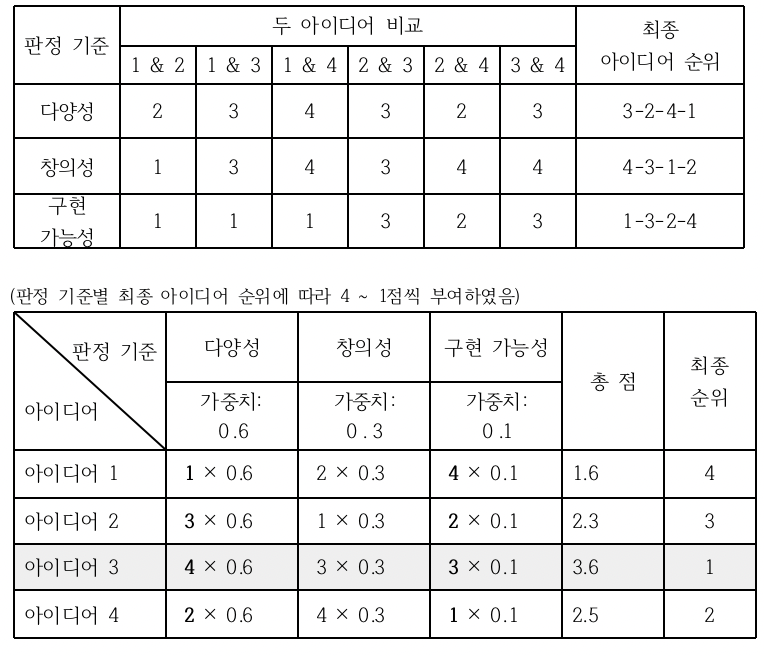 판정 기준 두 아이디어 비교 최종 아이디어 순위
1 & 2 1 & 3 1 & 4 2 & 3 2 & 4 3 & 4
다양성 2 3 4 3 2 3 3-2-4-1
창의성 1 3 4 3 4 4 4-3-1-2
구현 가능성 1 1 1 3 2 3 1-3-2-4
(판정 기준별 최종 아이디어 순위에 따라 4 ~ 1점씩 부여하였음)
판정 기준 아이디어 다양성 창의성 구현 가능성 총 점 최종 순위
가중치: 0.6 가중치: 0.3 가중치: 0.1
아이디어 1 1 × 0.6 2 × 0.3 4 × 0.1 1.6 4
아이디어 2 3 × 0.6 1 × 0.3 2 × 0.1 2.3 3
아이디어 3 4 × 0.6 3 × 0.3 3 × 0.1 3.6 1
아이디어 4 2 × 0.6 4 × 0.3 1 × 0.1 2.5 2